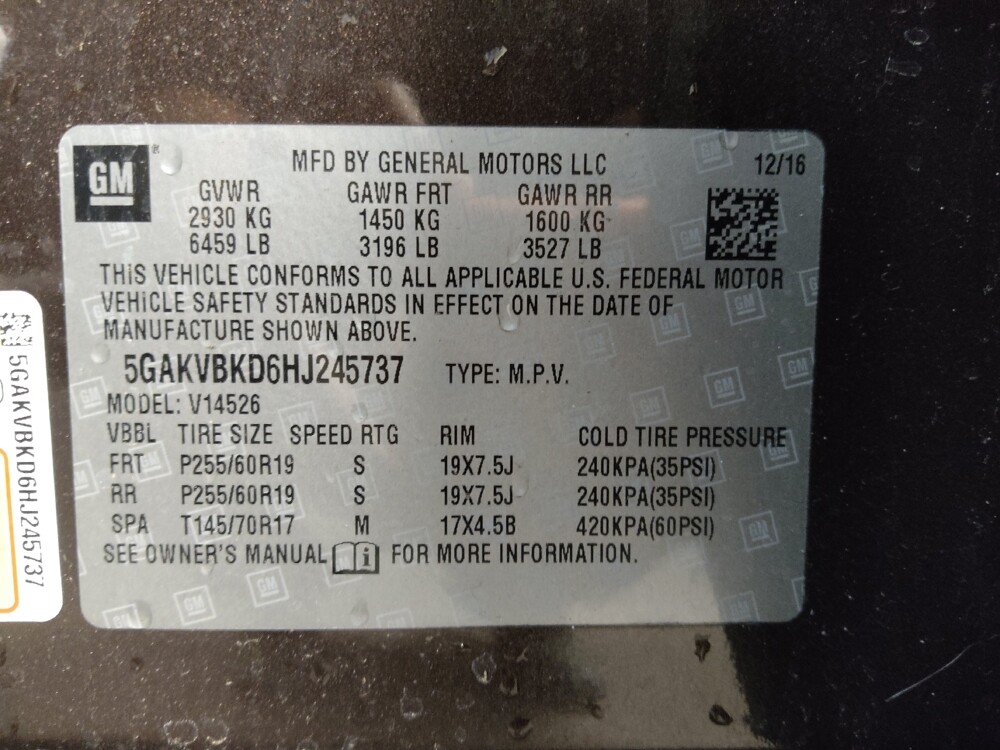 GM
MFD BY GENERAL MOTORS LLC 12/16
GVWR GAWR FRT GAWR RR
2930 KG 1450 KG 1600 KG
6459 LB 3196 LB 3527 LB
THIS VEHICLE CONFORMS TO ALL APPLICABLE U.S. FEDERAL MOTOR
VEHICLE SAFETY STANDARDS IN EFFECT ON THE DATE OF
MANUFACTURE SHOWN ABOVE.
5GAKVBKD6HJ245737 TYPE: M.P.V.
MODEL: V14526
VBBL TIRE SIZE SPEED RTG RIM COLD TIRE PRESSURE
FRT P255/60R19 S 19X7.5J 240KPA(35PSI)
RR P255/60R19 S 19X7.5J 240KPA(35PSI)
SPA T145/70R17 M 17X4.5B 420KPA(60PSI)
SEE OWNER'S MANUAL i FOR MORE INFORMATION.
5GAKVBKD6HJ245737